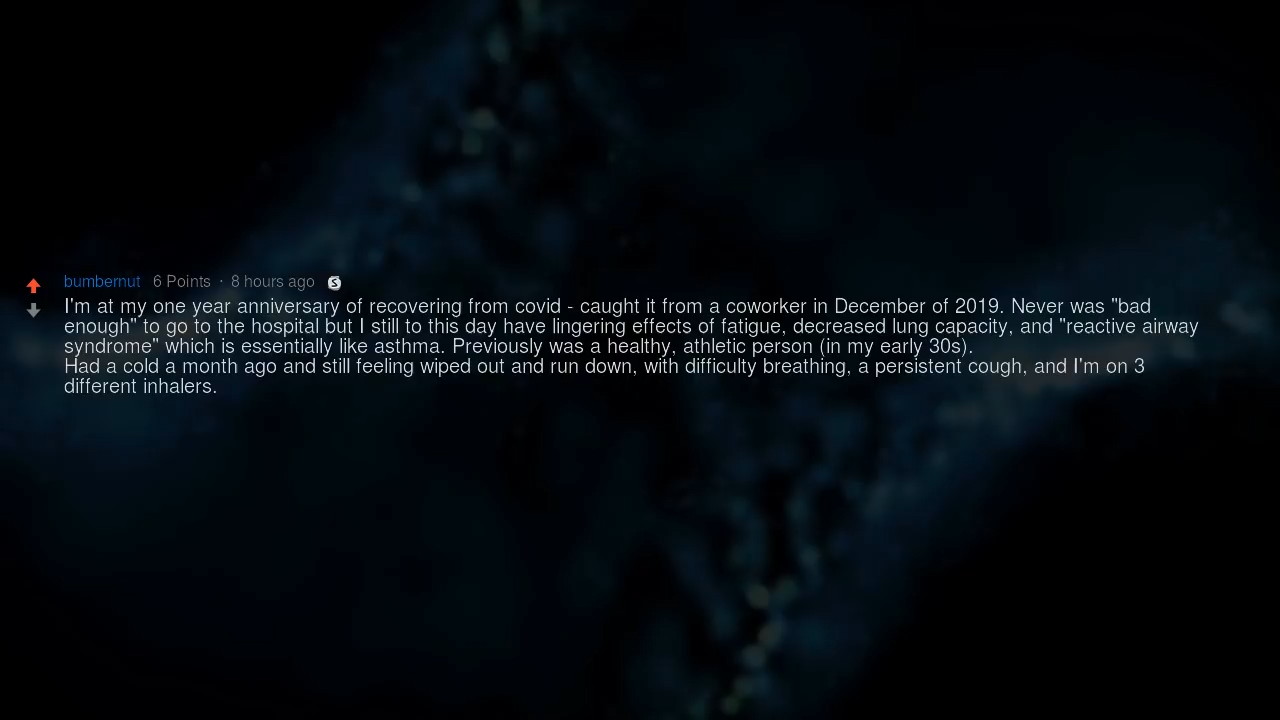 bumbernut 6 Points · 8 hours ago S
I'm at my one year anniversary of recovering from covid - caught it from a coworker in December of 2019. Never was "bad
enough" to go to the hospital but I still to this day have lingering effects of fatigue, decreased lung capacity, and "reactive airway
syndrome" which is essentially like asthma. Previously was a healthy, athletic person (in my early 30s).
Had a cold a month ago and still feeling wiped out and run down, with difficulty breathing, a persistent cough, and I'm on 3
different inhalers.